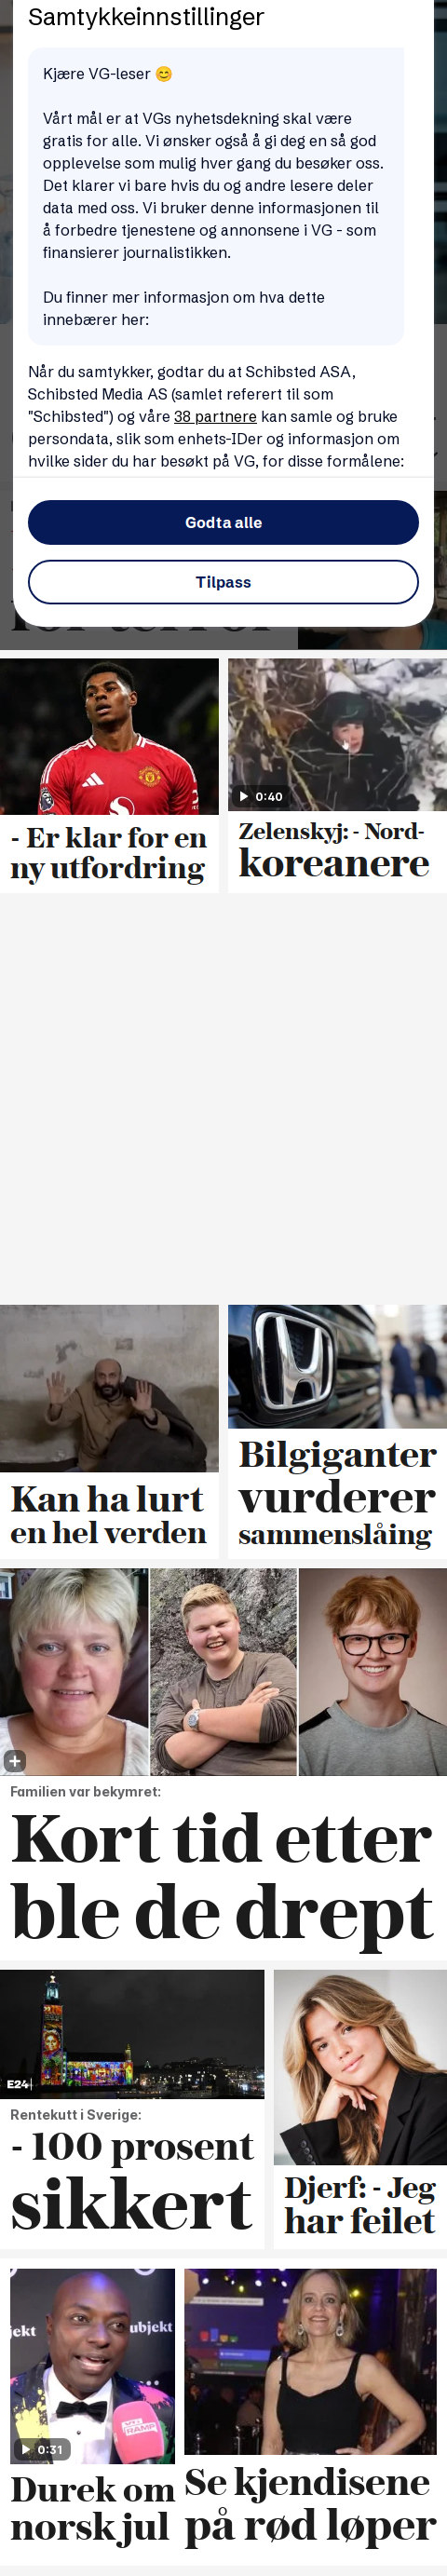 Samtykkeinnstillinger
Kjære VG-leser 😊
Vårt mål er at VGs nyhetsdekning skal være
gratis for alle. Vi ønsker også å gi deg en så god
opplevelse som mulig hver gang du besøker oss.
Det klarer vi bare hvis du og andre lesere deler
data med oss. Vi bruker denne informasjonen til
å forbedre tjenestene og annonsene i VG - som
finansierer journalistikken.
Du finner mer informasjon om hva dette
innebærer her:
Når du samtykker, godtar du at Schibsted ASA,
Schibsted Media AS (samlet referert til som
"Schibsted") og våre 38 partnere kan samle og bruke
persondata, slik som enhets-IDer og informasjon om
hvilke sider du har besøkt på VG, for disse formålene:
Godta alle
Tilpass
for terror
0:40
- Er klar for en
ny utfordring
Zelenskyj: - Nord-
koreanere
Kan ha lurt
en hel verden
Bilgiganter
vurderer
sammenslåing
Familien var bekymret:
Kort tid etter
ble de drept
E24
Rentekutt i Sverige:
- 100 prosent
sikkert
Djerf: - Jeg
har feilet
ubjekt
VG
RAMPE
0:31
Durek om
norsk jul
Se kjendisene
på rød løper